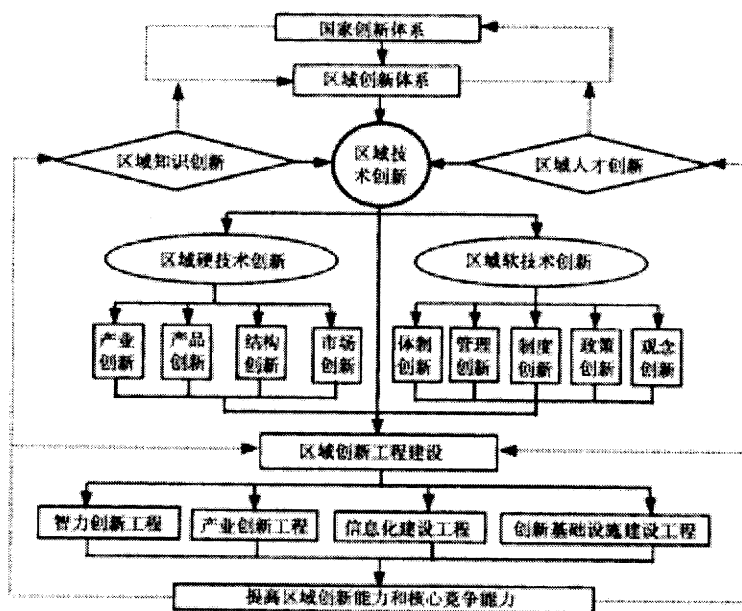 国家创新体系
区域创新体系
区域知识创新
区域技
术创新
区域人才创新
区域硬技术创新
区域软技术创新
产业
创新
产品
创新
结构
创新
市场
创新
体制
创新
管理
创新
制度
创新
政策
创新
观念
创新
区域创新工程建设
智力创新工程
产业创新工程
信息化建设工程
创新基础设施建设工程
提高区域创新能力和核心竞争能力